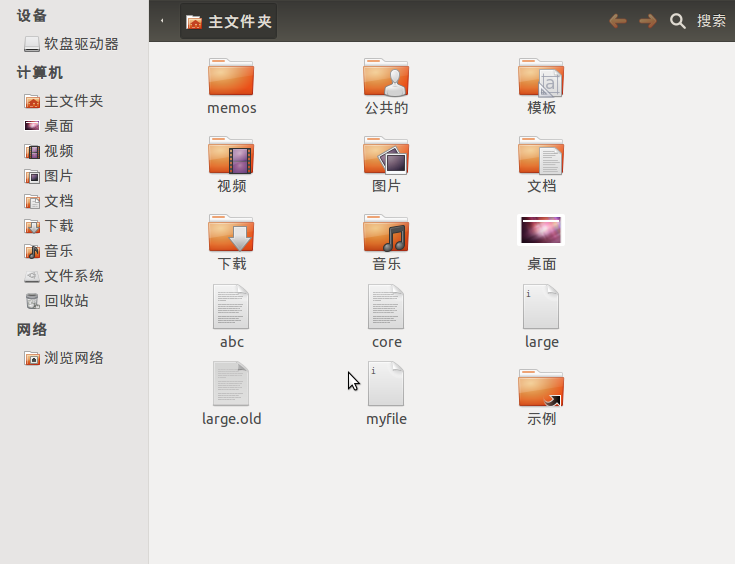 设备
软盘驱动器
计算机
主文件夹
桌面
视频
图片
文档
下载
音乐
文件系统
回收站
网络
浏览网络
主文件夹
搜索
memos
公共的
模板
视频
图片
文档
下载
音乐
桌面
abc
core
large
large.old
myfile
示例